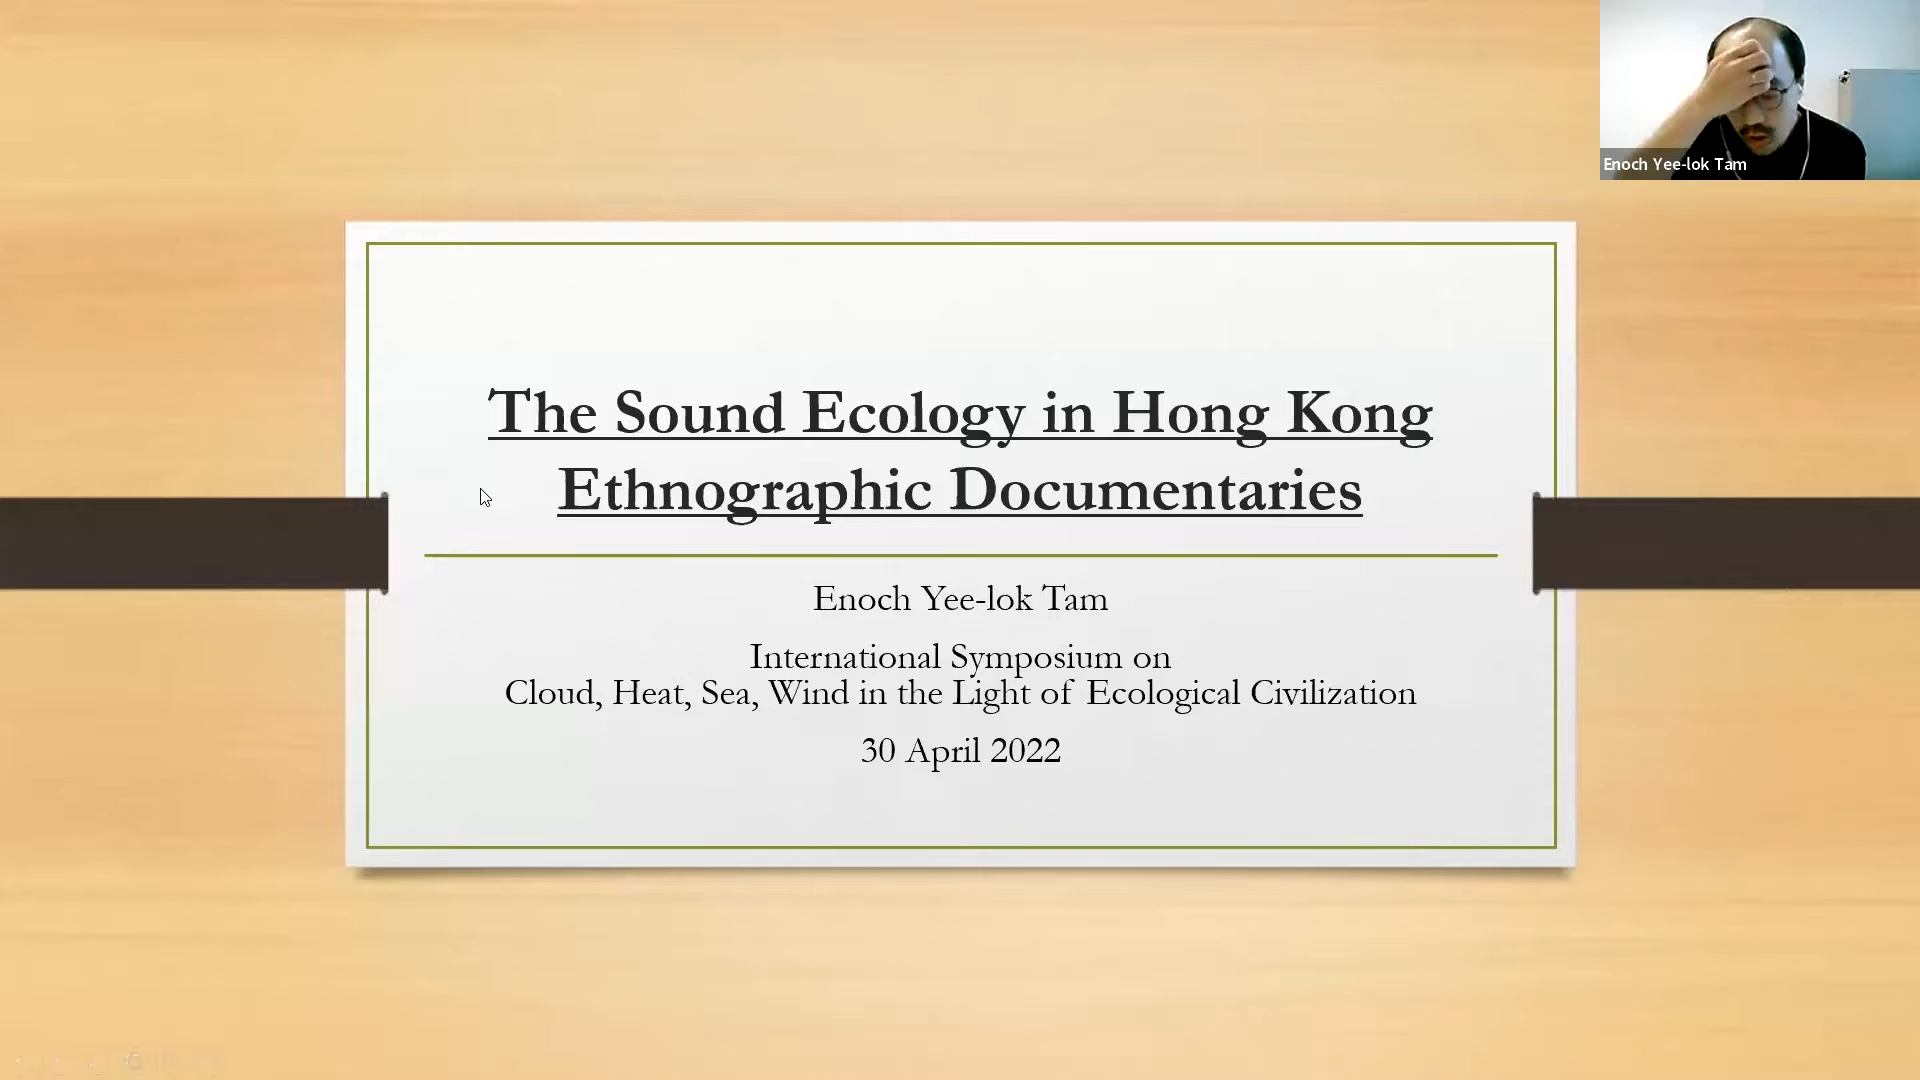 Enoch Yee-lok Tam
The Sound Ecology in Hong Kong
Ethnographic Documentaries
Enoch Yee-lok Tam
International Symposium on
Cloud, Heat, Sea, Wind in the Light of Ecological Civilization
30 April 2022